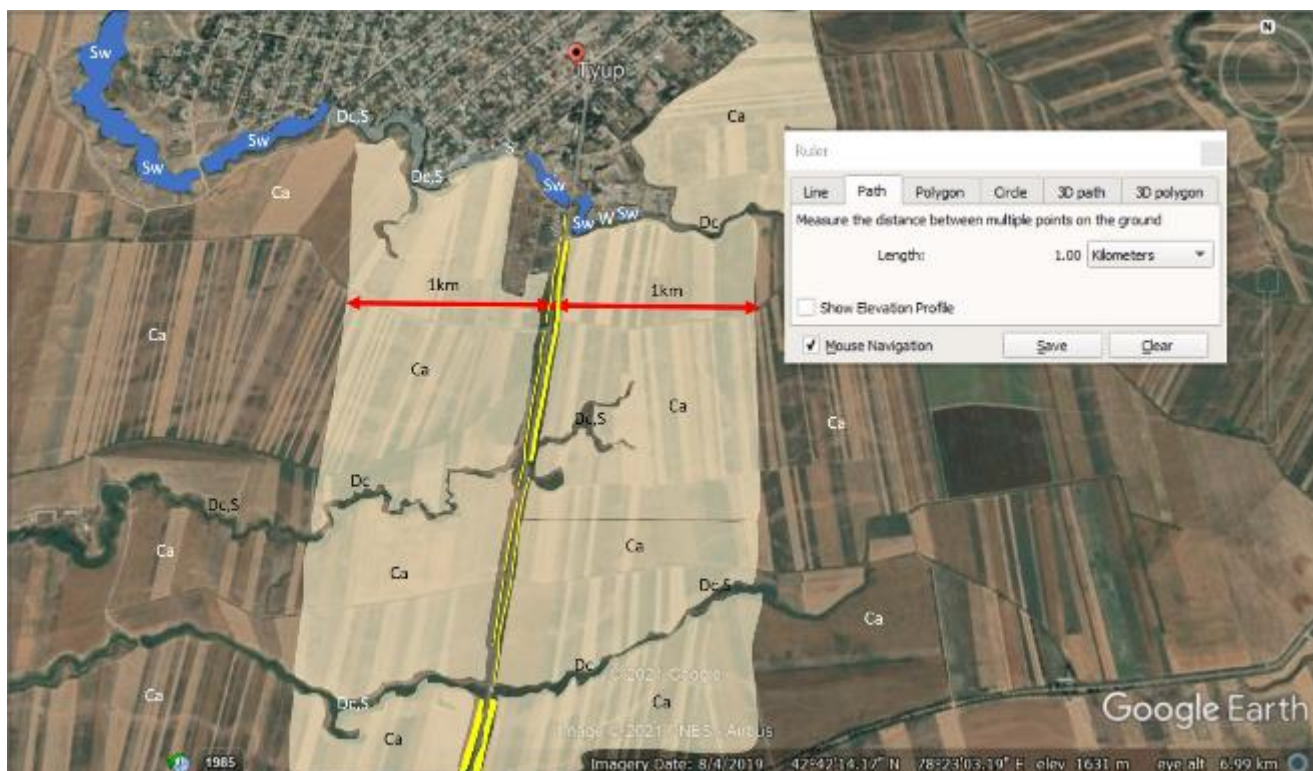 N
Sw
Tyup
Dc,S
Ca
Sw
S
Sw
Dc,S
Sw
Ca
Sw W Sw
Dc
Ruler
Line Path Polygon Circle 3D path 3D polygon
Measure the distance between multiple points on the ground
Length: 1.00 Kilometers
Show Elevation Profile
Mouse Navigation Save Clear
1km 1km
Ca
Ca
Ca
Dc,S
Ca
Dc
Dc,S
Ca
Ca
Ca
Dc,S
Ca
Dc
© 2021 Google
Ca
Dc,S
Ca
Ca
Google Earth
Image © 2021 CNES / Airbus
1985
Imagery Date: 8/4/2019 42°42'14.17" N 78°23'03.19" E elev 1631 m eye alt 6.99 km